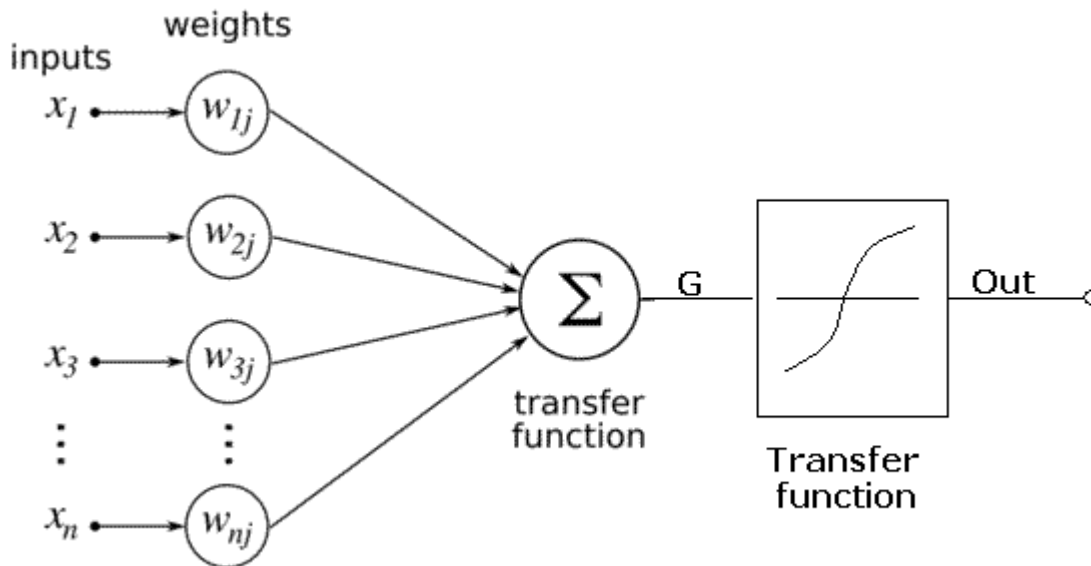 weights
inputs
x1 w1j
x2 w2j
G Out
Σ
x3 w3j
transfer
function
⋮ ⋮
Transfer
function
xn wnj